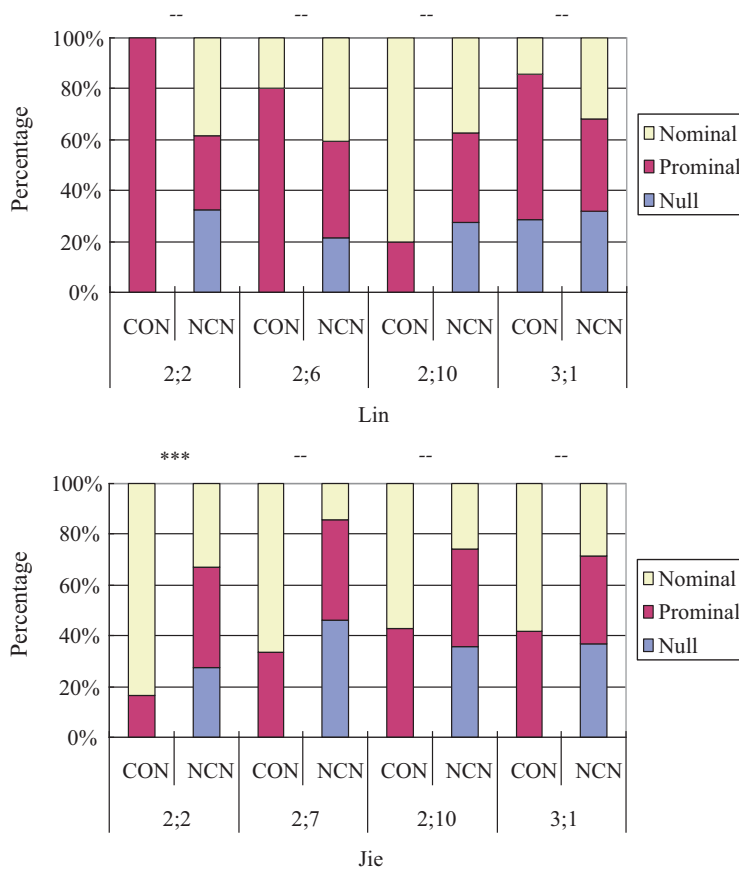 -- -- -- --
100%
80%
60%
40%
20%
0%
Percentage
Nominal
Prominal
Null
CON NCN CON NCN CON NCN CON NCN
2;2 2;6 2;10 3;1
Lin
*** -- -- --
100%
80%
60%
40%
20%
0%
Percentage
Nominal
Prominal
Null
CON NCN CON NCN CON NCN CON NCN
2;2 2;7 2;10 3;1
Jie